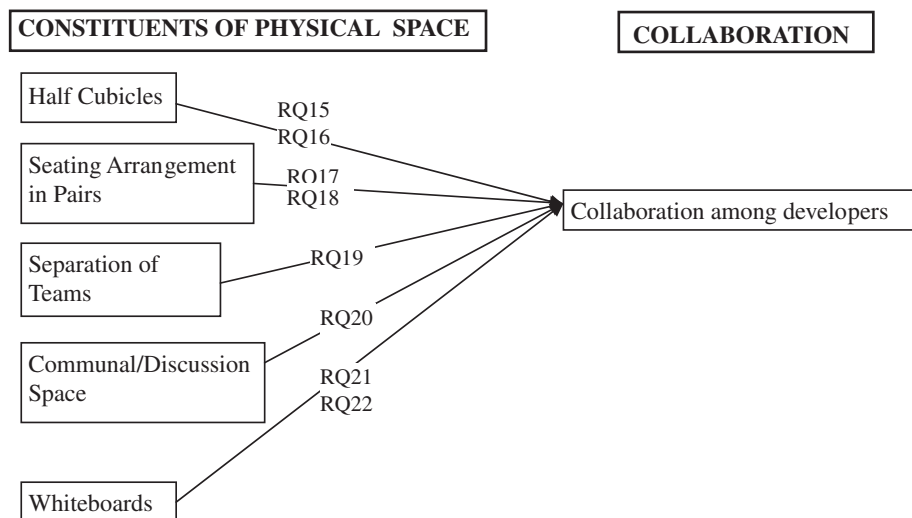 CONSTITUENTS OF PHYSICAL SPACE
COLLABORATION
Half Cubicles
RQ15
RQ16
Seating Arrangement
in Pairs
RQ17
RQ18
Collaboration among developers
Separation of
Teams
RQ19
RQ20
Communal/Discussion
Space
RQ21
RQ22
Whiteboards